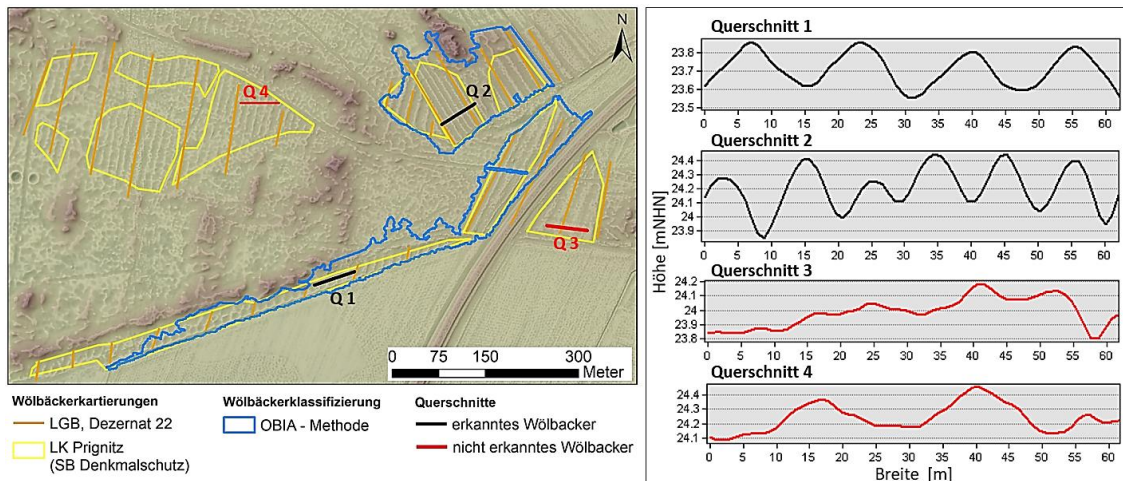 N
Q 4
Q 2
Q 3
Q 1
0 75 150 300
Meter
Wölbäckerkartierungen
LGB, Dezernat 22
LK Prignitz
(SB Denkmalschutz)
Wölbäckerklassifizierung
OBIA - Methode
Querschnitte
erkanntes Wölbacker
nicht erkanntes Wölbacker
Höhe [mNHN]
Querschnitt 1
23.8
23.7
23.6
23.5
0 5 10 15 20 25 30 35 40 45 50 55 60
Querschnitt 2
24.4
24.3
24.2
24.1
24
23.9
0 5 10 15 20 25 30 35 40 45 50 55 60
Querschnitt 3
24.2
24.1
24
23.9
23.8
0 5 10 15 20 25 30 35 40 45 50 55 60
Querschnitt 4
24.4
24.3
24.2
24.1
0 5 10 15 20 25 30 35 40 45 50 55 60
Breite [m]